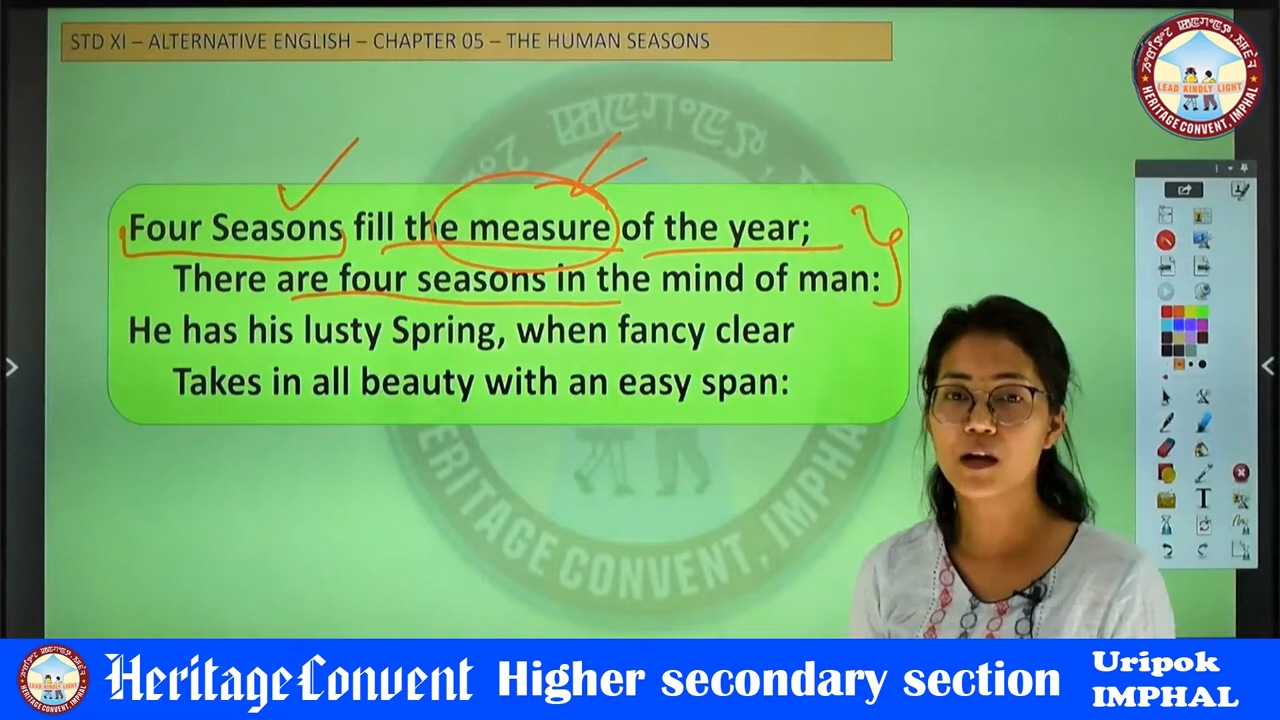 STD XI – ALTERNATIVE ENGLISH – CHAPTER 05 – THE HUMAN SEASONS
LEAD KINDLY LIGHT
HERITAGE CONVENT, IMPHAL
Four Seasons fill the measure of the year;
There are four seasons in the mind of man:
He has his lusty Spring, when fancy clear
Takes in all beauty with an easy span:
ERITAGE CONVENT, IMPHA
T
Heritage Convent Higher secondary section
Uripok
IMPHAL